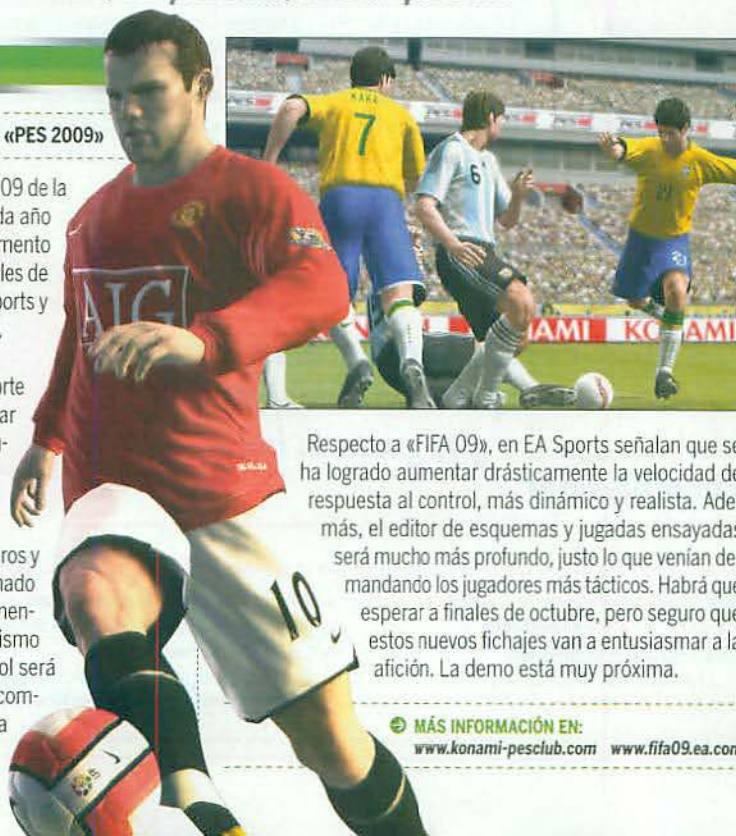 «PES 2009»
09 de la
da año
mento
les de
ports y
rte
ar
ros y
nado
men-
ismo
ol será
com-
a
AIG
10
KAKÁ
7
6
KONAMI
Respecto a «FIFA 09», en EA Sports señalan que se
ha logrado aumentar drásticamente la velocidad de
respuesta al control, más dinámico y realista. Ade
más, el editor de esquemas y jugadas ensayadas
será mucho más profundo, justo lo que venían de
mandando los jugadores más tácticos. Habrá que
esperar a finales de octubre, pero seguro que
estos nuevos fichajes van a entusiasmar a la
afición. La demo está muy próxima.
MÁS INFORMACIÓN EN:
www.konami-pesclub.com www.fifa09.ea.com